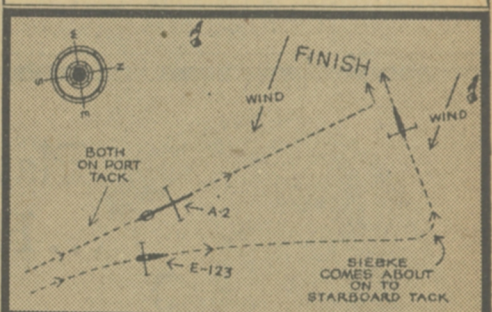 W
S
N
E
FINISH
WIND
WIND
BOTH
ON PORT
TACK
A-2
E-123
SIEBKE
COMES ABOUT
ON TO
STARBOARD TACK